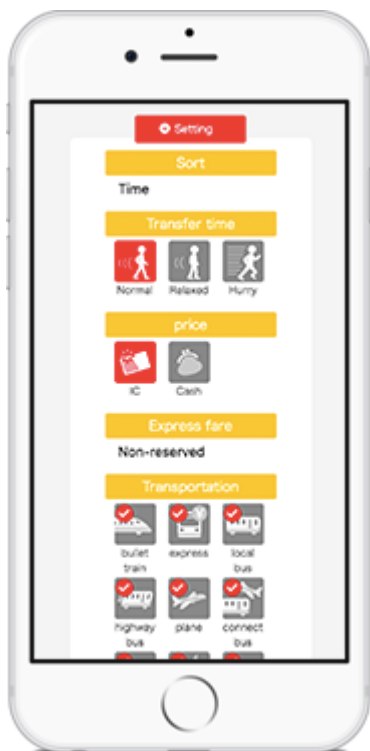 Setting
Sort
Time
Transfer time
Normal Relaxed Hurry
price
IC Cash
Express fare
Non-reserved
Transportation
bullet train express local bus
highway bus plane connect bus